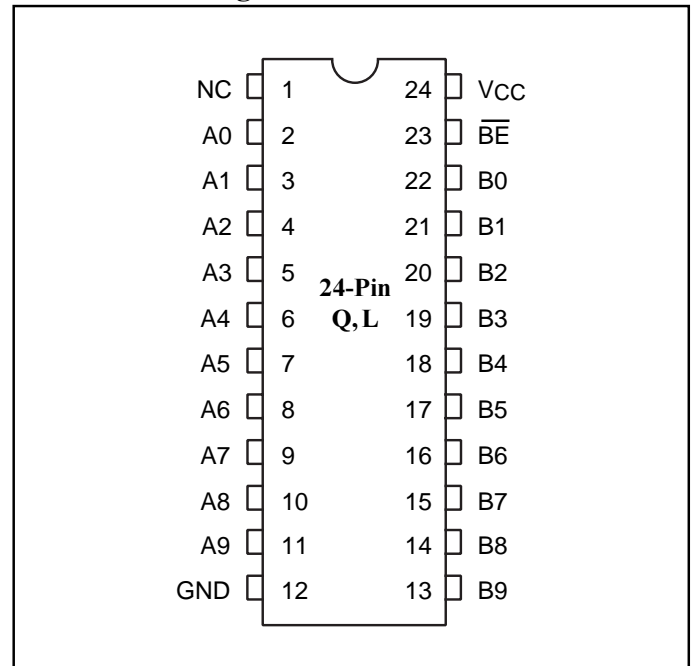 NC 1 24 VCC
A0 2 23 B̅E̅
A1 3 22 B0
A2 4 21 B1
A3 5 20 B2
24-Pin
A4 6 Q, L 19 B3
A5 7 18 B4
A6 8 17 B5
A7 9 16 B6
A8 10 15 B7
A9 11 14 B8
GND 12 13 B9